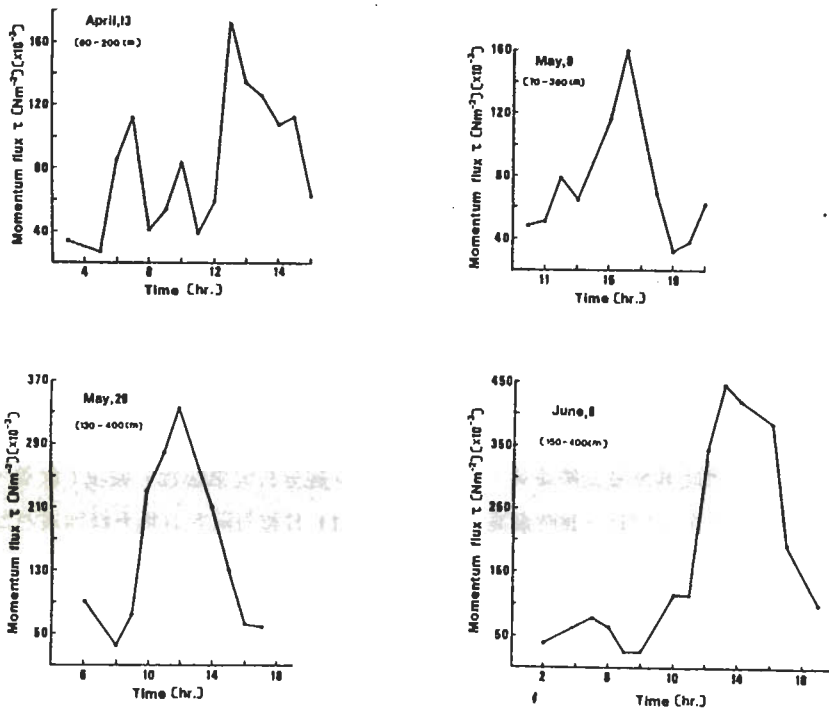 April,13
(60-200(m)
Momentum flux τ (Nm⁻²)(x10⁻³)
160
120
80
40
4
8
12
14
Time (hr.)
May,9
(70-360(m)
Momentum flux τ (Nm⁻²)(x10⁻³)
160
120
80
40
11
15
19
Time (hr.)
May,29
(130-400(m)
Momentum flux τ (Nm⁻²)(x10⁻³)
370
290
210
130
50
6
10
14
18
Time (hr.)
June,8
(150-400(m)
Momentum flux τ (Nm⁻²)(x10⁻³)
450
350
250
150
50
2
6
10
14
18
Time (hr.)